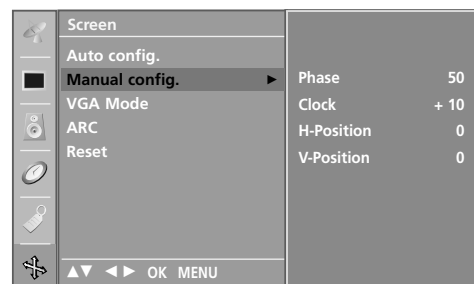 Screen
Auto config.
Manual config. ►
VGA Mode
ARC
Reset
▲▼ ◄► OK MENU
Phase 50
Clock + 10
H-Position 0
V-Position 0